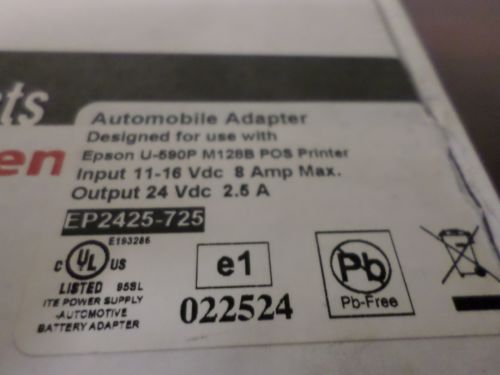 ts
en
Automobile Adapter
Designed for use with
Epson U-590P M128B POS Printer
Input 11-16 Vdc 8 Amp Max.
Output 24 Vdc 2.5 A
EP2425-725
E193286
c UL US
LISTED 95SL
ITE POWER SUPPLY
-AUTOMOTIVE
BATTERY ADAPTER
e1
022524
Pb
Pb-Free